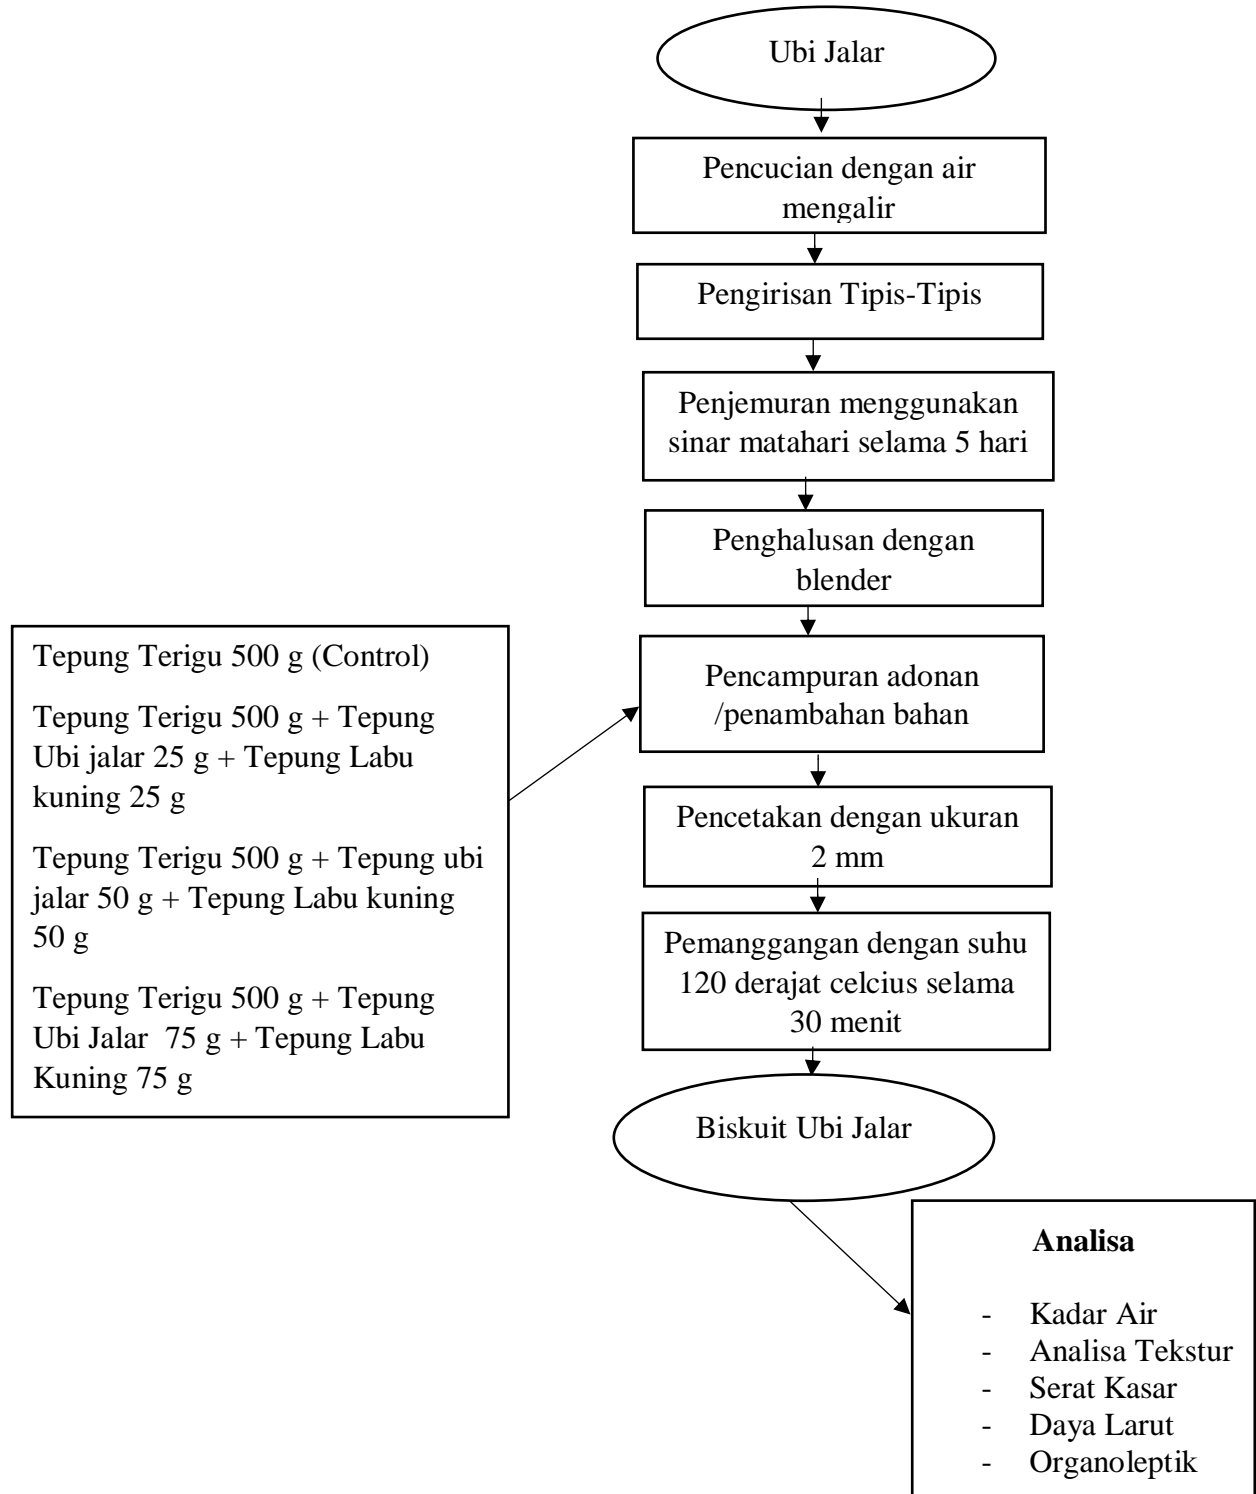 Ubi Jalar
Pencucian dengan air
mengalir
Pengirisan Tipis-Tipis
Penjemuran menggunakan
sinar matahari selama 5 hari
Penghalusan dengan
blender
Tepung Terigu 500 g (Control)
Tepung Terigu 500 g + Tepung
Ubi jalar 25 g + Tepung Labu
kuning 25 g
Tepung Terigu 500 g + Tepung ubi
jalar 50 g + Tepung Labu kuning
50 g
Tepung Terigu 500 g + Tepung
Ubi Jalar  75 g + Tepung Labu
Kuning 75 g
Pencampuran adonan
/penambahan bahan
Pencetakan dengan ukuran
2 mm
Pemanggangan dengan suhu
120 derajat celcius selama
30 menit
Biskuit Ubi Jalar
Analisa
- Kadar Air
- Analisa Tekstur
- Serat Kasar
- Daya Larut
- Organoleptik